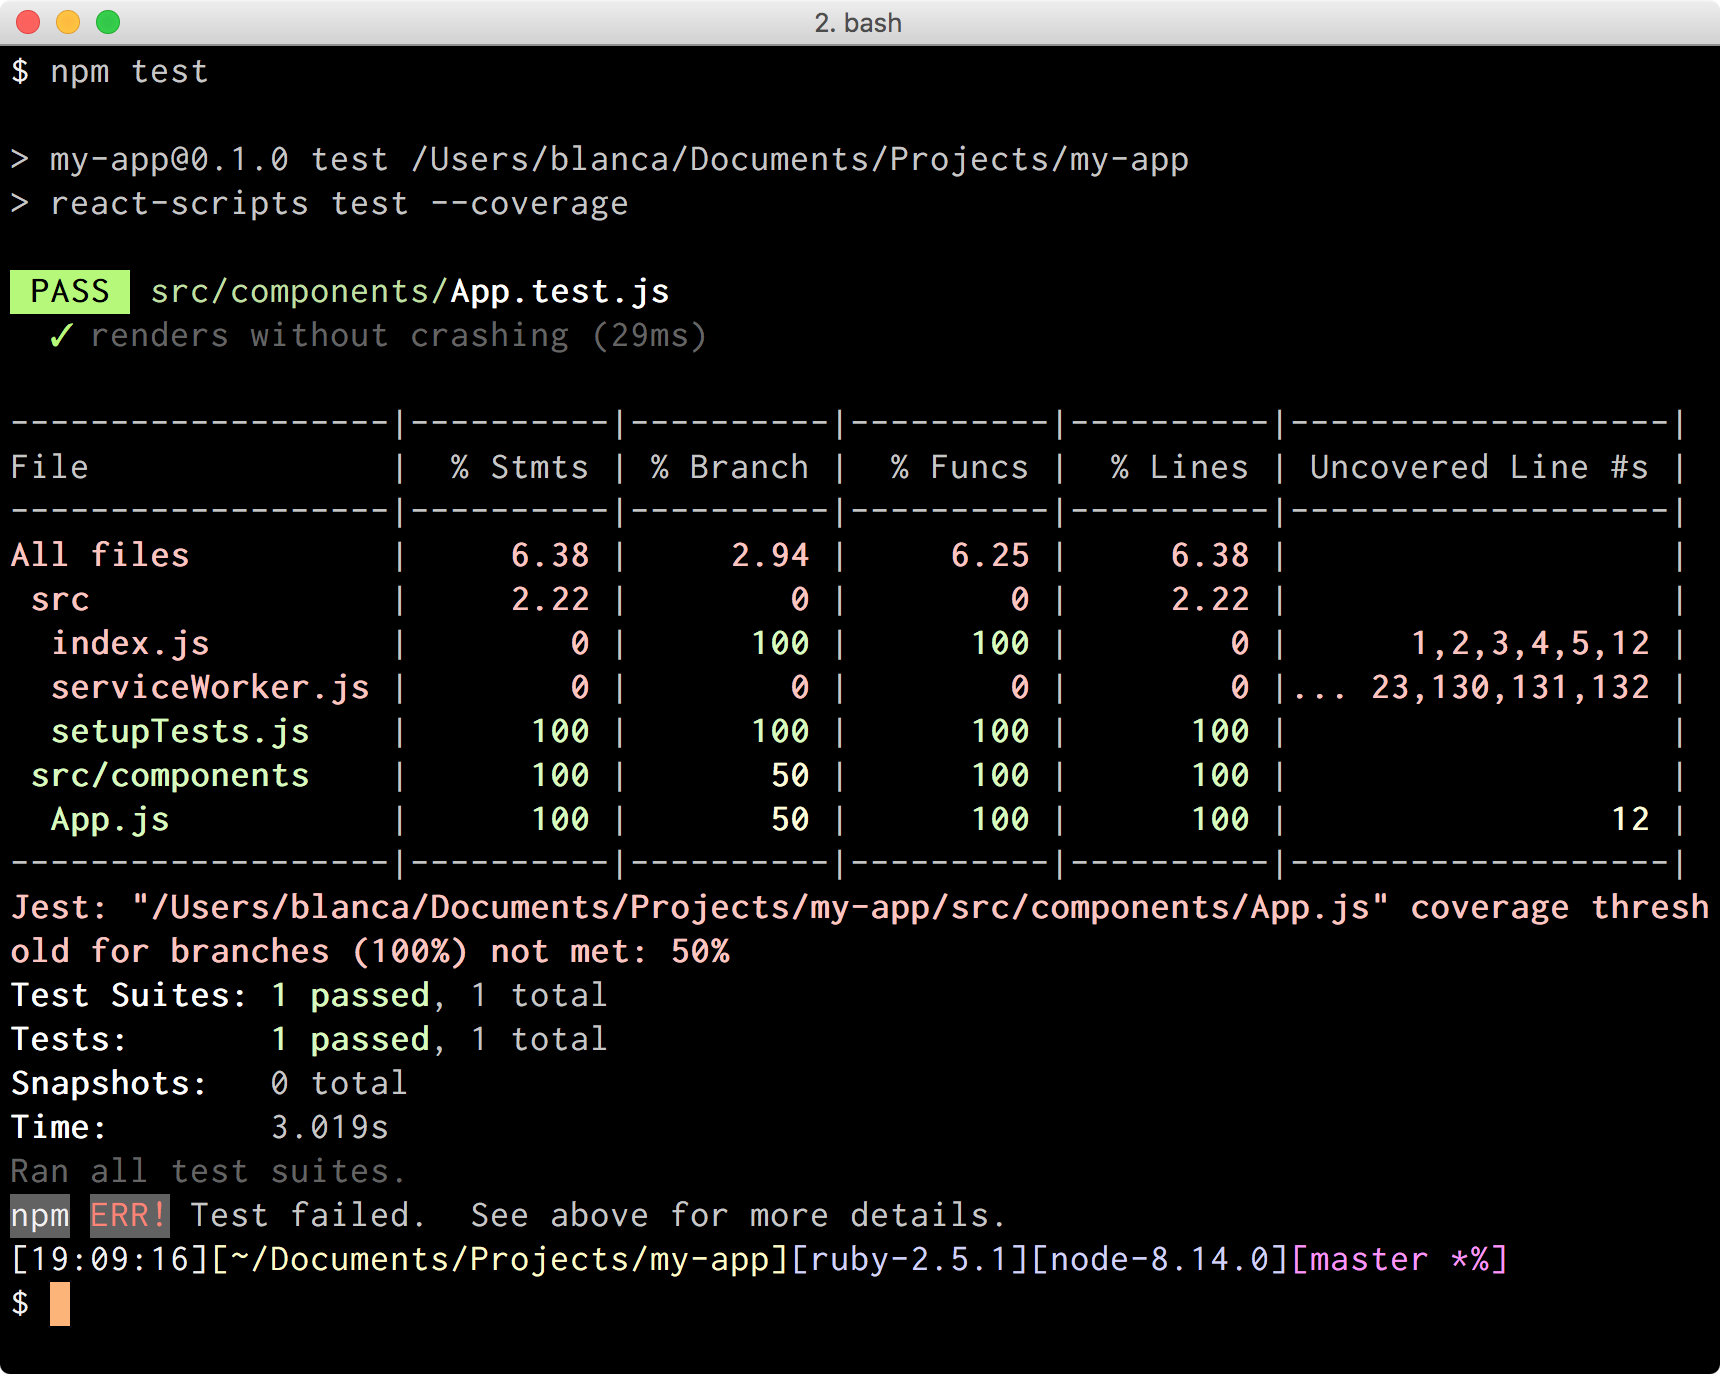 2. bash
$ npm test
> my-app@0.1.0 test /Users/blanca/Documents/Projects/my-app
> react-scripts test --coverage
PASS src/components/App.test.js
✓ renders without crashing (29ms)
-------------------|----------|----------|----------|----------|-------------------|
File               |  % Stmts | % Branch |  % Funcs |  % Lines | Uncovered Line #s |
-------------------|----------|----------|----------|----------|-------------------|
All files          |     6.38 |     2.94 |     6.25 |     6.38 |                   |
 src               |     2.22 |        0 |        0 |     2.22 |                   |
  index.js         |        0 |      100 |      100 |        0 |      1,2,3,4,5,12 |
  serviceWorker.js |        0 |        0 |        0 |        0 |... 23,130,131,132 |
  setupTests.js    |      100 |      100 |      100 |      100 |                   |
 src/components    |      100 |       50 |      100 |      100 |                   |
  App.js           |      100 |       50 |      100 |      100 |                12 |
-------------------|----------|----------|----------|----------|-------------------|
Jest: "/Users/blanca/Documents/Projects/my-app/src/components/App.js" coverage thresh
old for branches (100%) not met: 50%
Test Suites: 1 passed, 1 total
Tests:       1 passed, 1 total
Snapshots:   0 total
Time:        3.019s
Ran all test suites.
npm ERR! Test failed.  See above for more details.
[19:09:16][~/Documents/Projects/my-app][ruby-2.5.1][node-8.14.0][master *%]
$